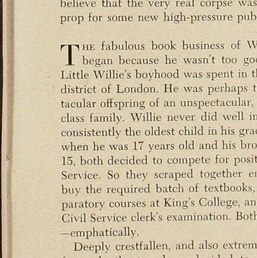 believe that the very real corpse was
prop for some new high-pressure pub
THE fabulous book business of W
began because he wasn't too go
Little Willie's boyhood was spent in t
district of London. He was perhaps t
tacular offspring of an unspectacular,
class family. Willie never did well in
consistently the oldest child in his gra
when he was 17 years old and his bro
15, both decided to compete for posit
Service. So they scraped together e
buy the required batch of textbooks,
paratory courses at King's College, an
Civil Service clerk's examination. Bot
—emphatically.
Deeply crestfallen, and also extrem